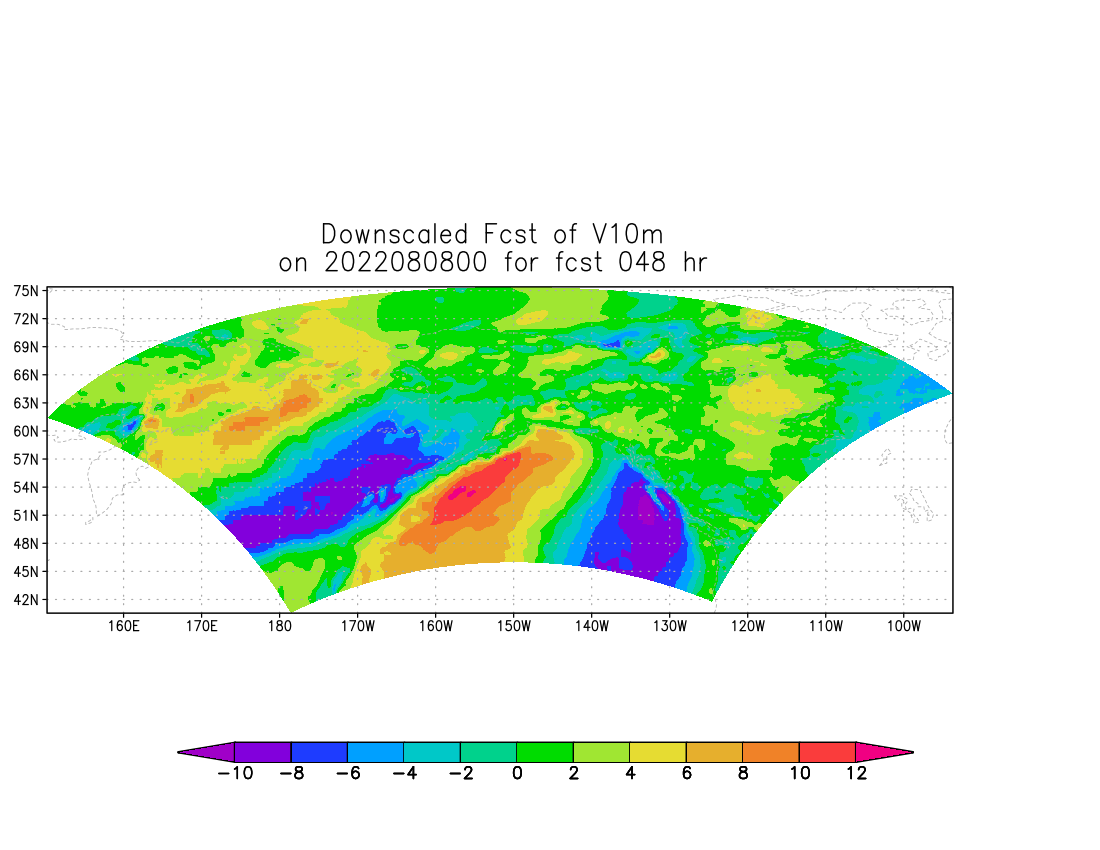 Downscaled Fcst of V10m
on 2022080800 for fcst 048 hr
75N
72N
69N
66N
63N
60N
57N
54N
51N
48N
45N
42N
160E 170E 180 170W 160W 150W 140W 130W 120W 110W 100W
−10 −8 −6 −4 −2 0 2 4 6 8 10 12